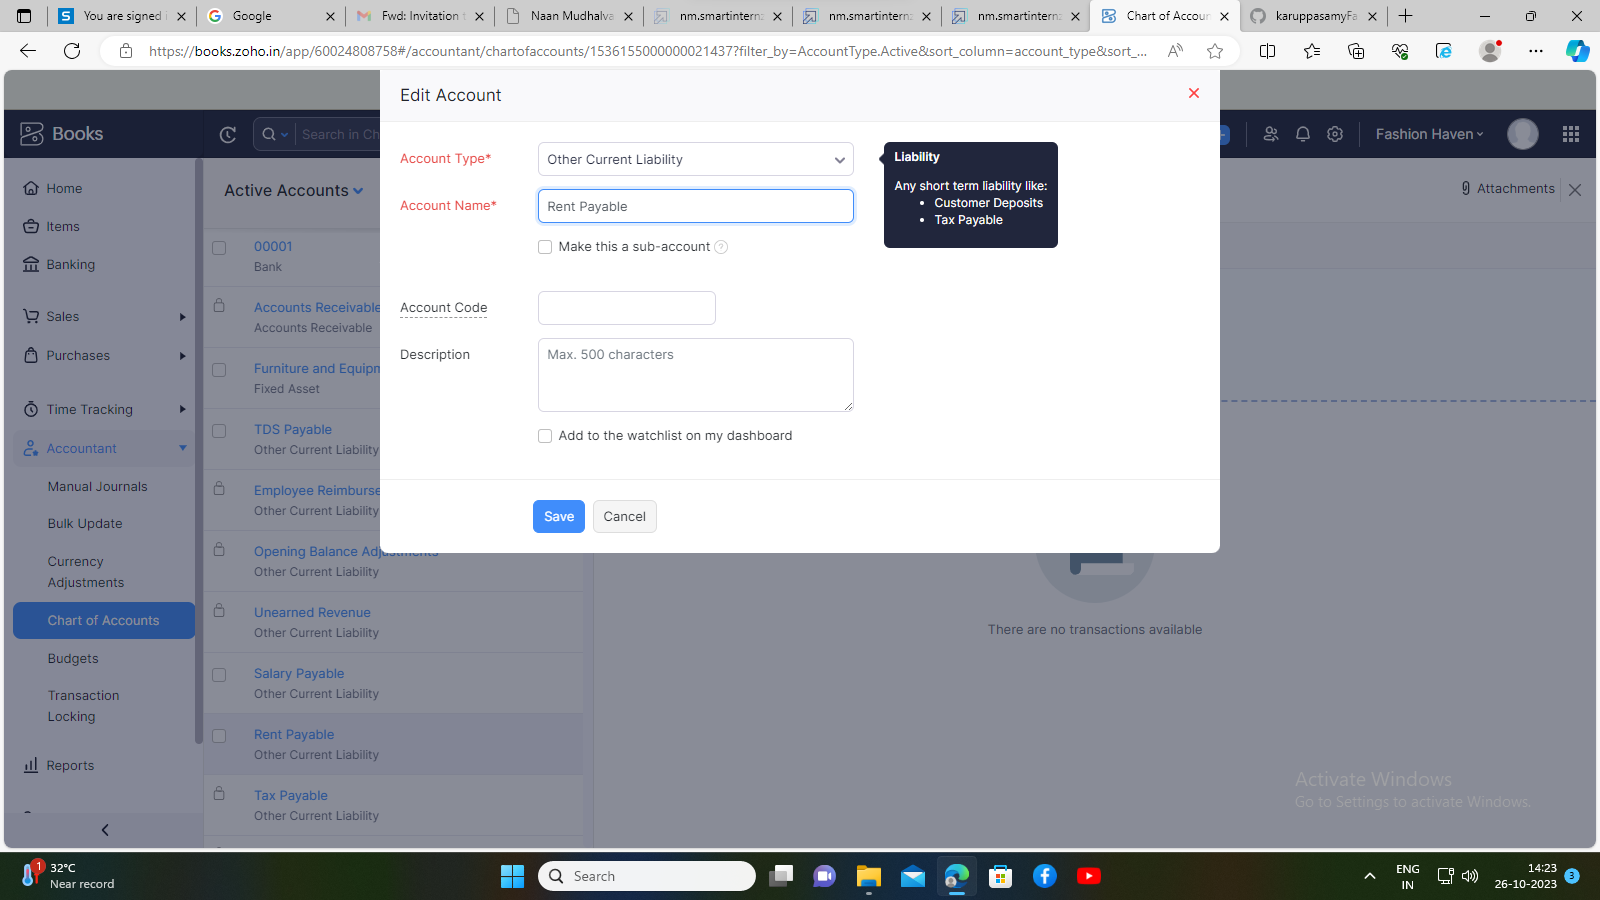 You are signed i
Google
Fwd: Invitation t
Naan Mudhalva
nm.smartintern
nm.smartintern
nm.smartintern
Chart of Accoun
karuppasamyFa
https://books.zoho.in/app/60024808758#/accountant/chartofaccounts/1536155000000021437?filter_by=AccountType.Active&sort_column=account_type&sort_...
Edit Account
Books
Search in Ch
Fashion Haven
Account Type*
Other Current Liability
Liability
Any short term liability like:
• Customer Deposits
• Tax Payable
Account Name*
Rent Payable
Make this a sub-account
?
Account Code
Description
Max. 500 characters
Add to the watchlist on my dashboard
Save
Cancel
Home
Items
Banking
Sales
Purchases
Time Tracking
Accountant
Manual Journals
Bulk Update
Currency
Adjustments
Chart of Accounts
Budgets
Transaction
Locking
Reports
Active Accounts
00001
Bank
Accounts Receivable
Accounts Receivable
Furniture and Equipm
Fixed Asset
TDS Payable
Other Current Liability
Employee Reimburse
Other Current Liability
Opening Balance Adjustments
Other Current Liability
Unearned Revenue
Other Current Liability
Salary Payable
Other Current Liability
Rent Payable
Other Current Liability
Tax Payable
Other Current Liability
Attachments
There are no transactions available
Activate Windows
Go to Settings to activate Windows.
1
32°C
Near record
Search
ENG
IN
14:23
26-10-2023
3